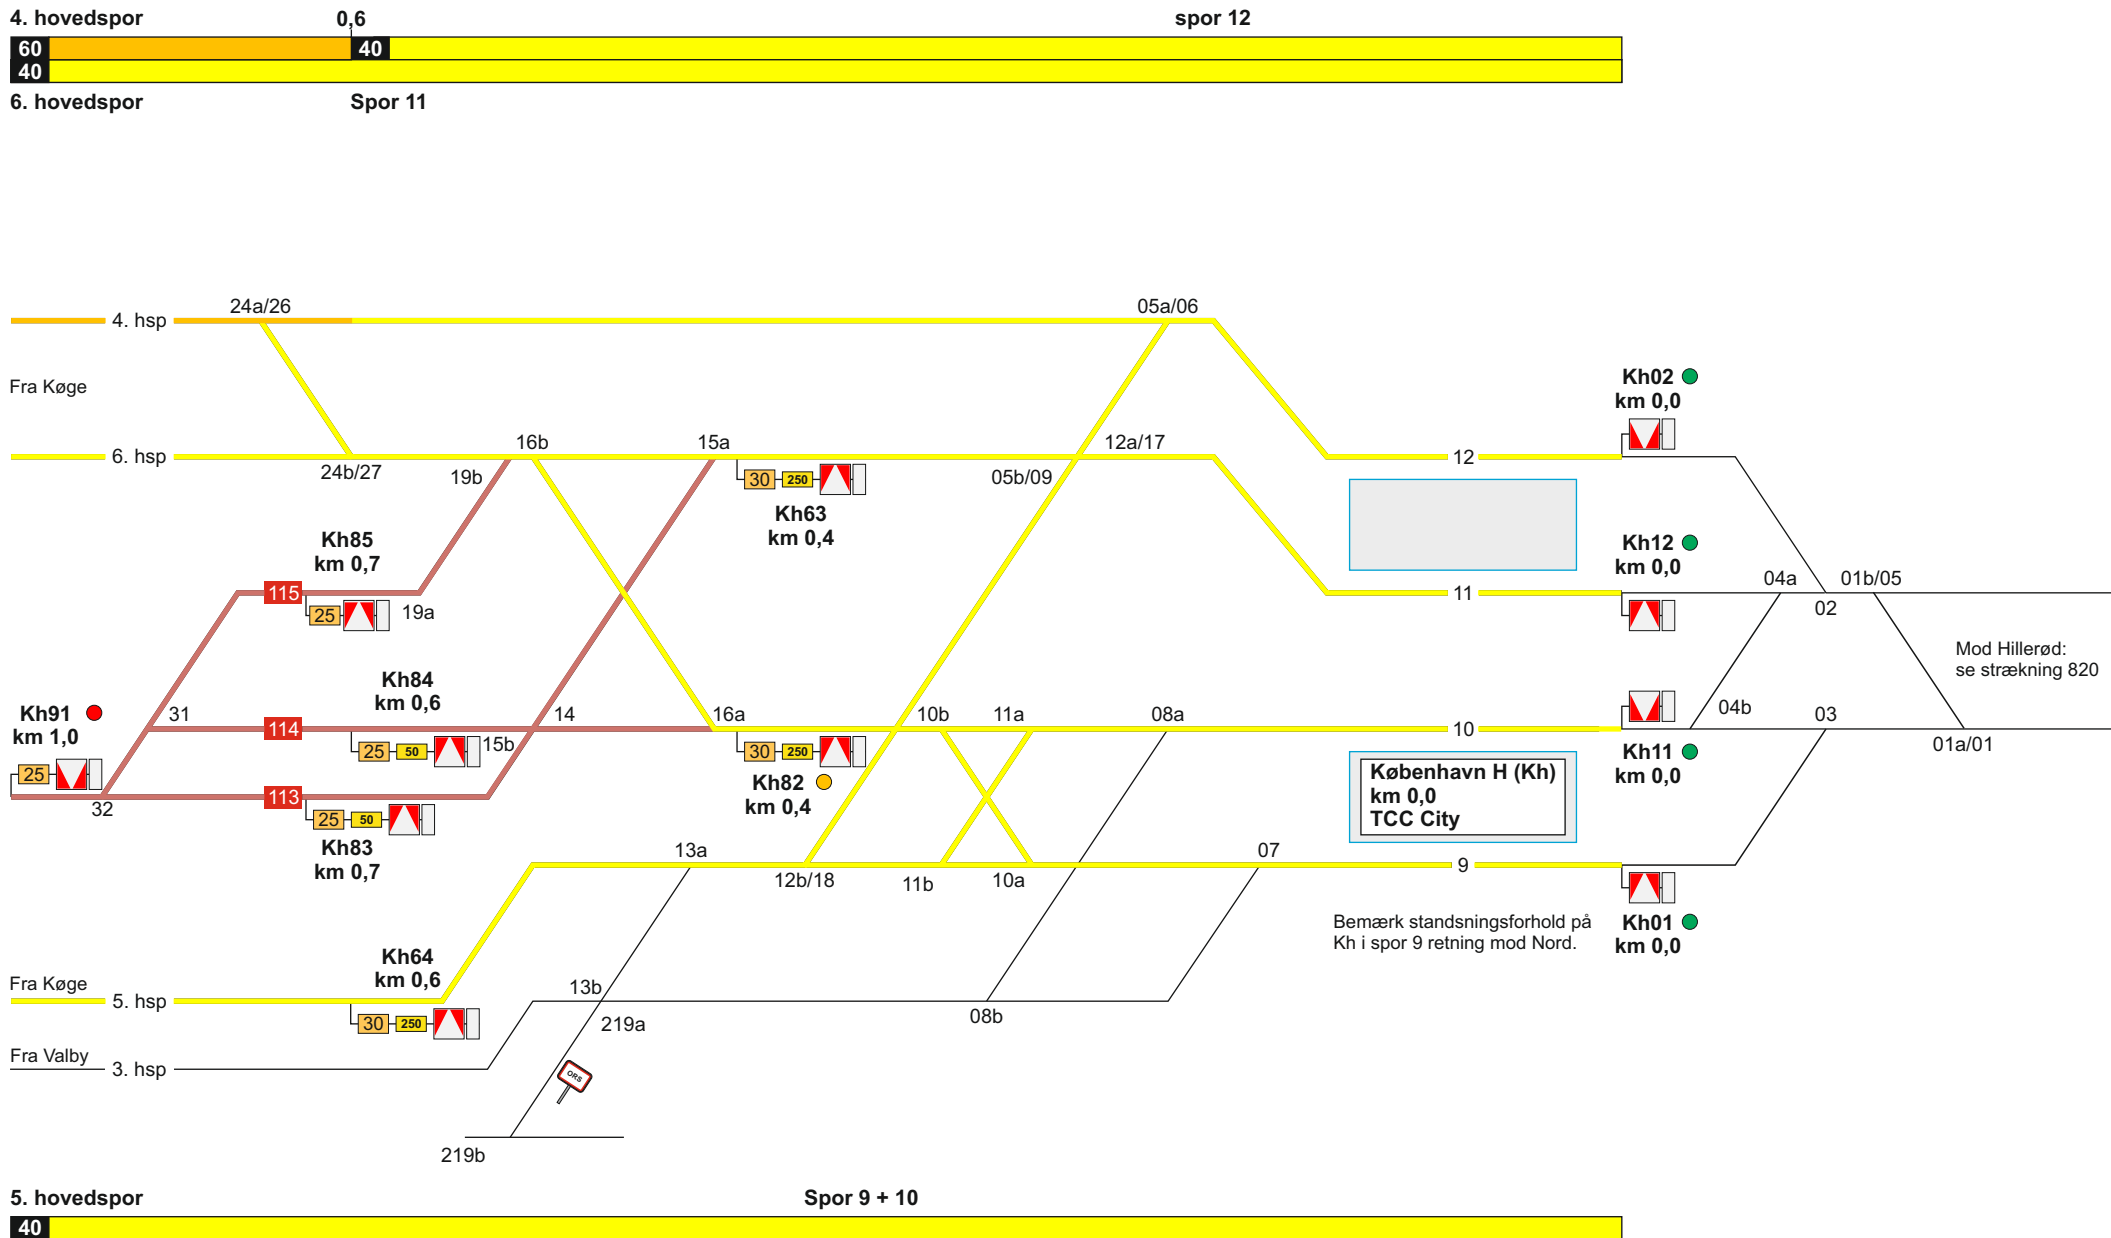 4. hovedspor
0,6
spor 12
60
40
40
6. hovedspor
Spor 11
24a/26
05a/06
4. hsp
Fra Køge
Kh02
km 0,0
16b
15a
12a/17
6. hsp
12
24b/27
19b
05b/09
30 250
Kh63
km 0,4
Kh85
km 0,7
Kh12
km 0,0
04a
01b/05
115
11
25
19a
02
Mod Hillerød:
se strækning 820
Kh84
km 0,6
Kh91
km 1,0
31
14
16a
10b
11a
08a
04b
03
114
10
25 50
15b
30 250
01a/01
Kh11
km 0,0
25
Kh82
km 0,4
København H (Kh)
km 0,0
TCC City
113
32
25 50
Kh83
km 0,7
13a
07
9
12b/18
11b
10a
Bemærk standsningsforhold på
Kh i spor 9 retning mod Nord.
Kh01
km 0,0
Kh64
km 0,6
Fra Køge
5. hsp
13b
30 250
219a
08b
Fra Valby
3. hsp
ORS
219b
5. hovedspor
Spor 9 + 10
40